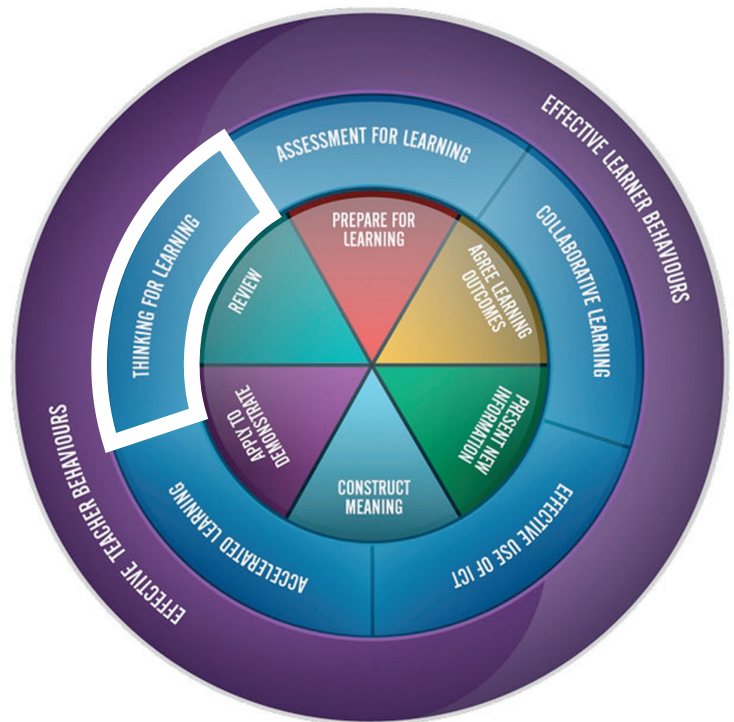 EFFECTIVE LEARNER BEHAVIOURS
EFFECTIVE TEACHER BEHAVIOURS
ASSESSMENT FOR LEARNING
COLLABORATIVE LEARNING
EFFECTIVE USE OF ICT
ACCELERATED LEARNING
THINKING FOR LEARNING
PREPARE FOR
LEARNING
AGREE LEARNING
OUTCOMES
PRESENT NEW
INFORMATION
CONSTRUCT
MEANING
APPLY TO
DEMONSTRATE
REVIEW